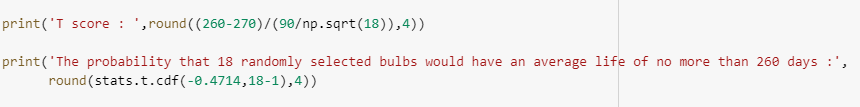 print('T score : ',round((260-270)/(90/np.sqrt(18)),4))
print('The probability that 18 randomly selected bulbs would have an average life of no more than 260 days :',
round(stats.t.cdf(-0.4714,18-1),4))